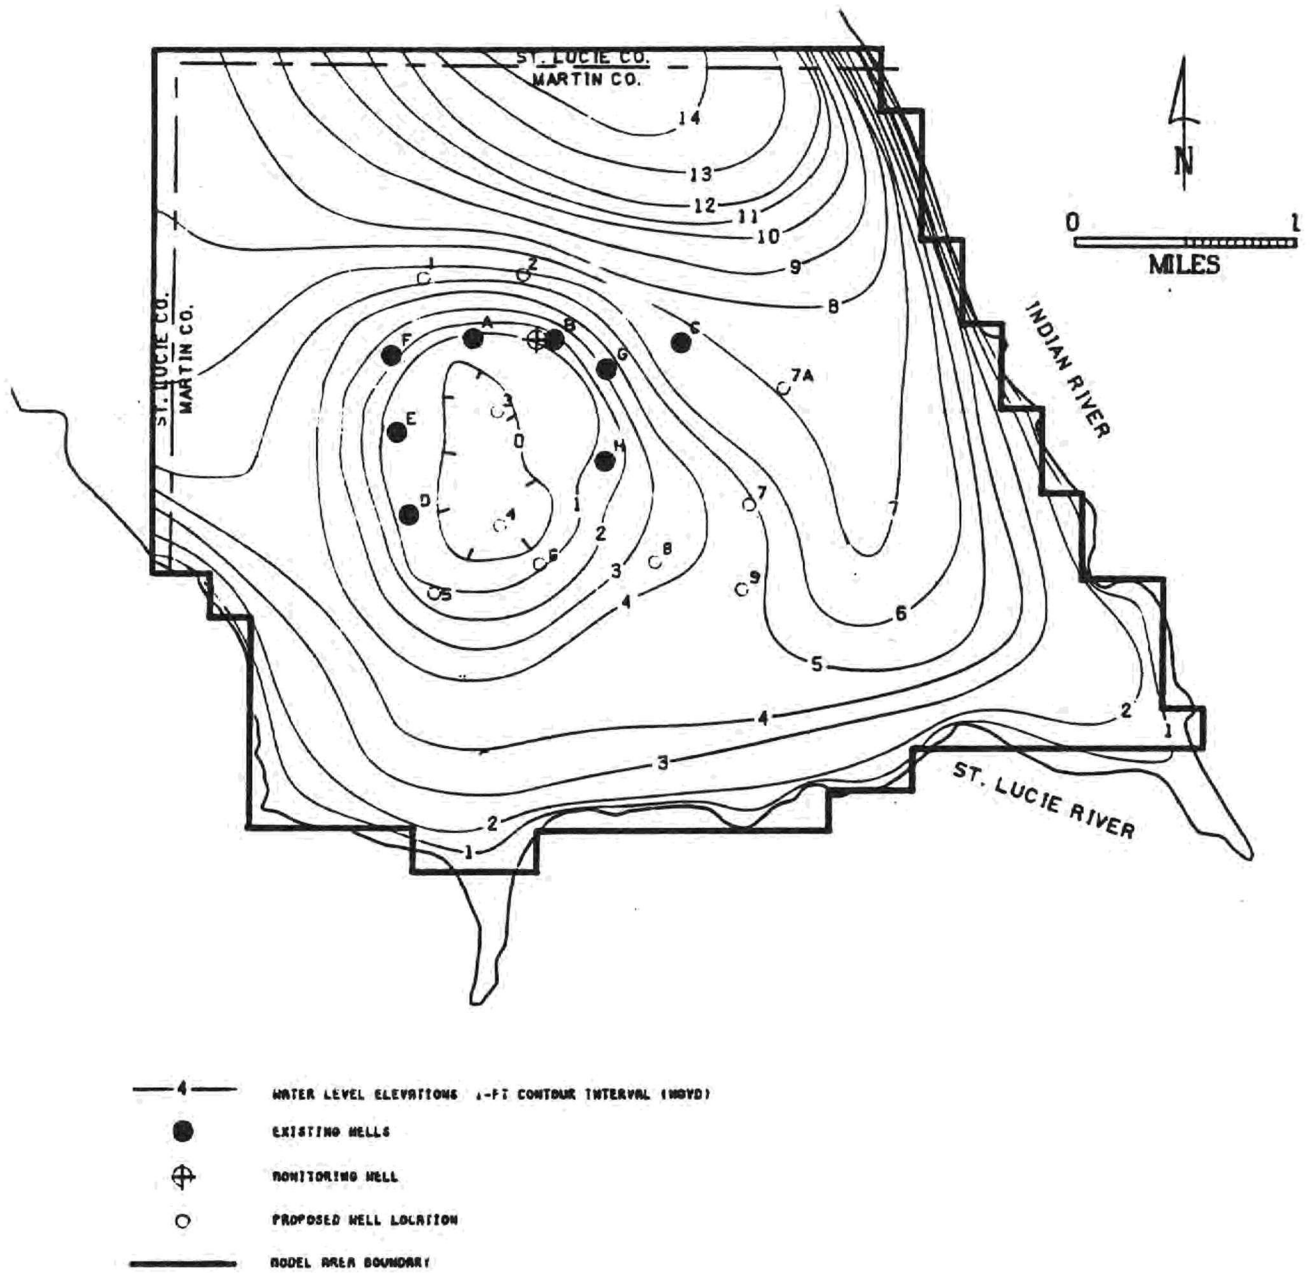 ST. LUCIE CO.
MARTIN CO.
14
13
12
11
10
9
8
N
0 1
MILES
ST. LUCIE CO.
MARTIN CO.
INDIAN RIVER
1
2
A
B
C
F
G
7A
3
E
0
H
D
4
7
7
1
2
6
8
3
5
9
4
6
5
4
2
1
3
2
1
ST. LUCIE RIVER
4 WATER LEVEL ELEVATIONS 1-FT CONTOUR INTERVAL (NGVD)
EXISTING WELLS
MONITORING WELL
PROPOSED WELL LOCATION
MODEL AREA BOUNDARY